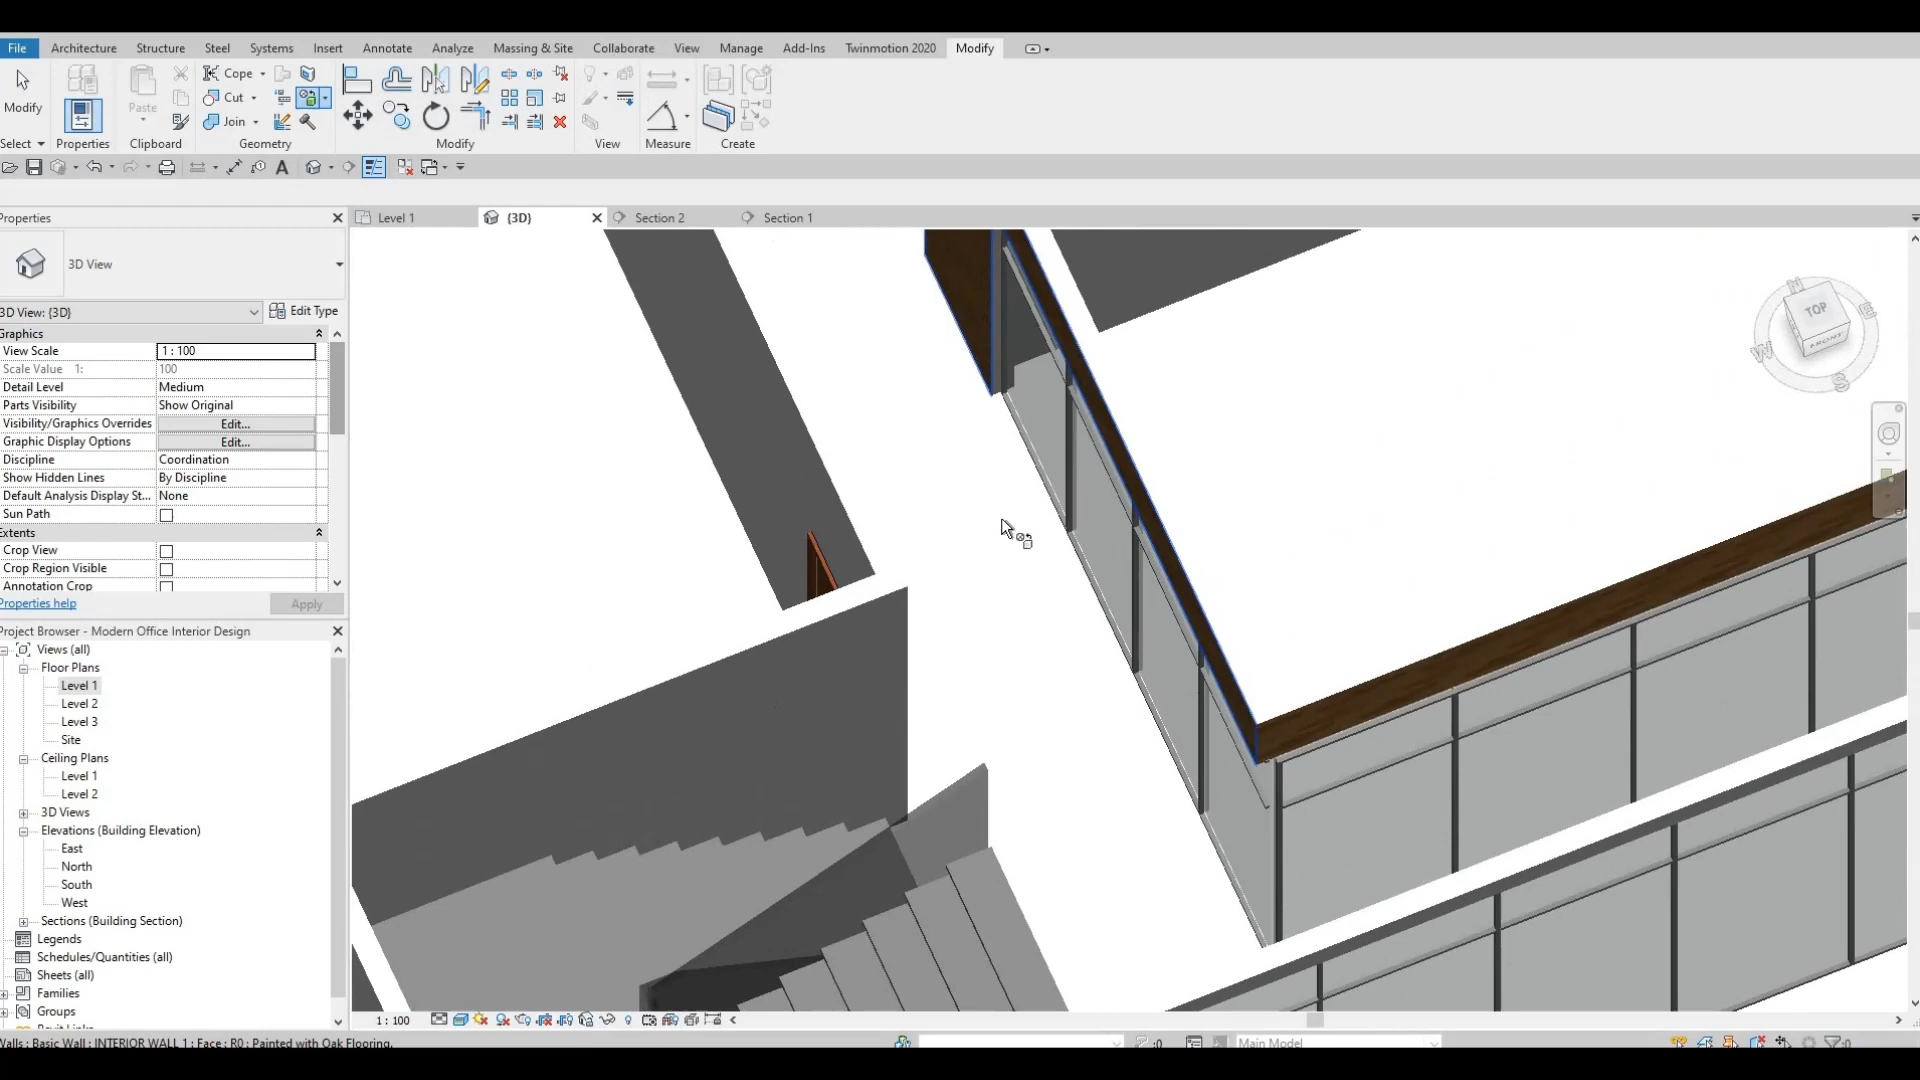 File Architecture Structure Steel Systems Insert Annotate Analyze Massing & Site Collaborate View Manage Add-Ins Twinmotion 2020 Modify
Cope
Modify Paste Cut
Join
Select Properties Clipboard Geometry Modify View Measure Create
A
Properties
Level 1 {3D} Section 2 Section 1
3D View
3D View: {3D} Edit Type
Graphics
View Scale 1 : 100
Scale Value 1: 100
Detail Level Medium
Parts Visibility Show Original
Visibility/Graphics Overrides Edit...
Graphic Display Options Edit...
Discipline Coordination
Show Hidden Lines By Discipline
Default Analysis Display St... None
Sun Path
Extents
Crop View
Crop Region Visible
Annotation Crop
Properties help Apply
Project Browser - Modern Office Interior Design
Views (all)
Floor Plans
Level 1
Level 2
Level 3
Site
Ceiling Plans
Level 1
Level 2
3D Views
Elevations (Building Elevation)
East
North
South
West
Sections (Building Section)
Legends
Schedules/Quantities (all)
Sheets (all)
Families
Groups
Revit Links
N
TOP
E
FRONT
W
S
1 : 100
Walls : Basic Wall : INTERIOR WALL 1 : Face : R0 : Painted with Oak Flooring.
:0 Main Model :0